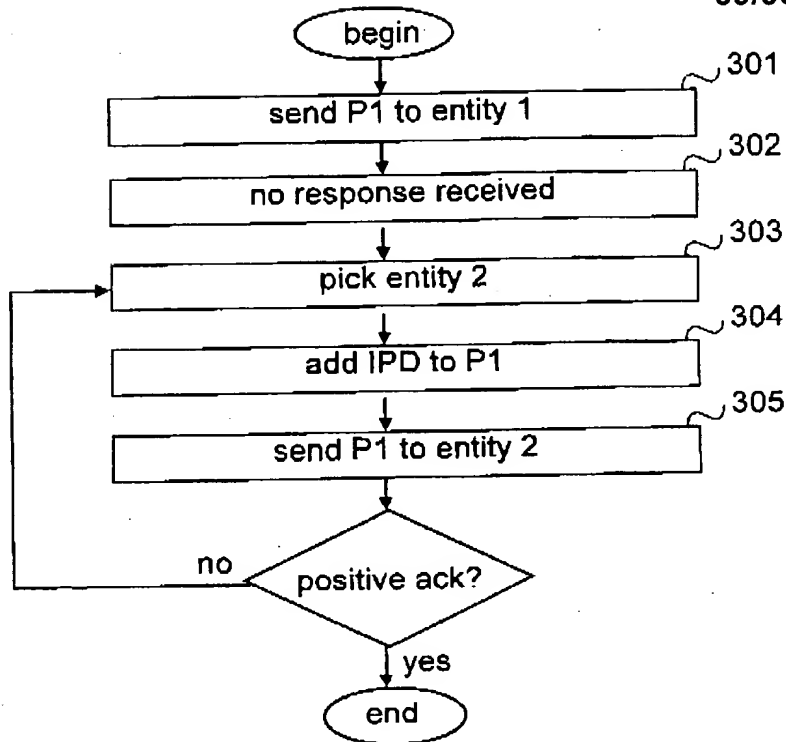 begin
301
send P1 to entity 1
302
no response received
303
pick entity 2
304
add IPD to P1
305
send P1 to entity 2
no
positive ack?
yes
end